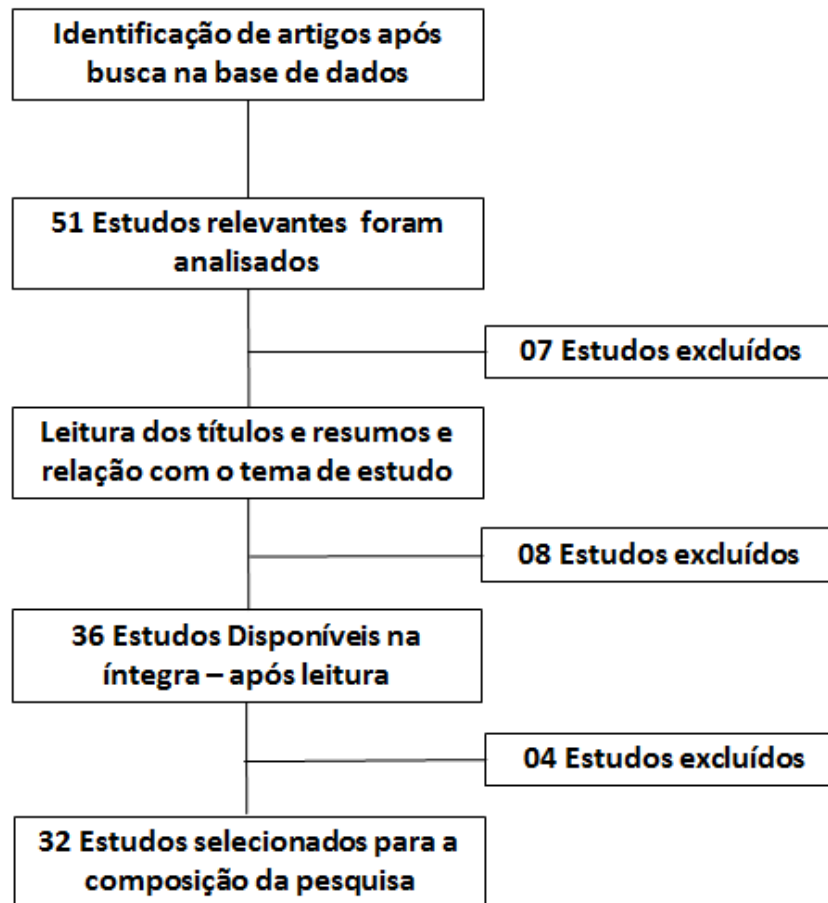 Identificação de artigos após
busca na base de dados
51 Estudos relevantes foram
analisados
07 Estudos excluídos
Leitura dos títulos e resumos e
relação com o tema de estudo
08 Estudos excluídos
36 Estudos Disponíveis na
íntegra – após leitura
04 Estudos excluídos
32 Estudos selecionados para a
composição da pesquisa